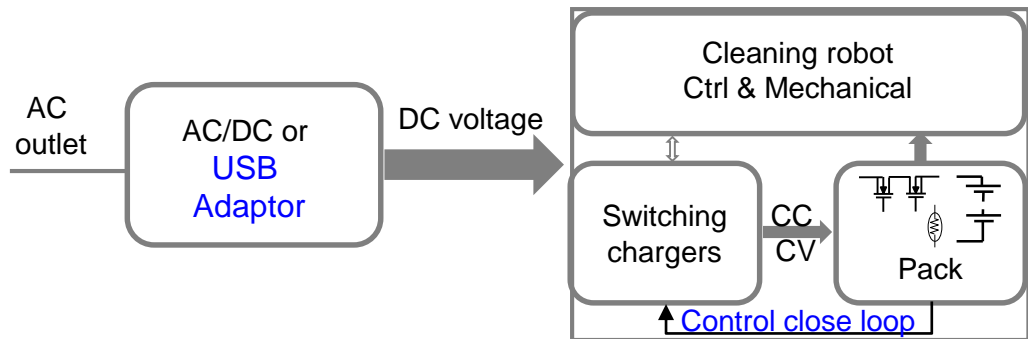 AC
outlet
AC/DC or
USB
Adaptor
DC voltage
Cleaning robot
Ctrl & Mechanical
Switching
chargers
CC
CV
Pack
Control close loop